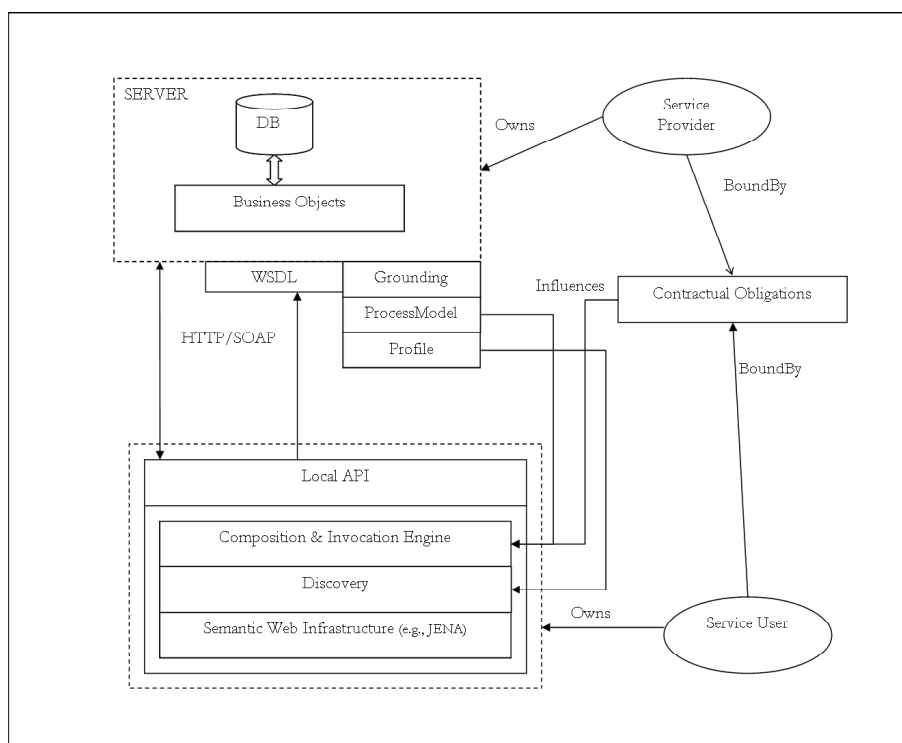 SERVER
DB
Business Objects
Service
Provider
Owns
BoundBy
WSDL
Grounding
ProcessModel
Profile
HTTP/SOAP
Influences
Contractual Obligations
BoundBy
Local API
Composition & Invocation Engine
Discovery
Semantic Web Infrastructure (e.g., JENA)
Owns
Service User